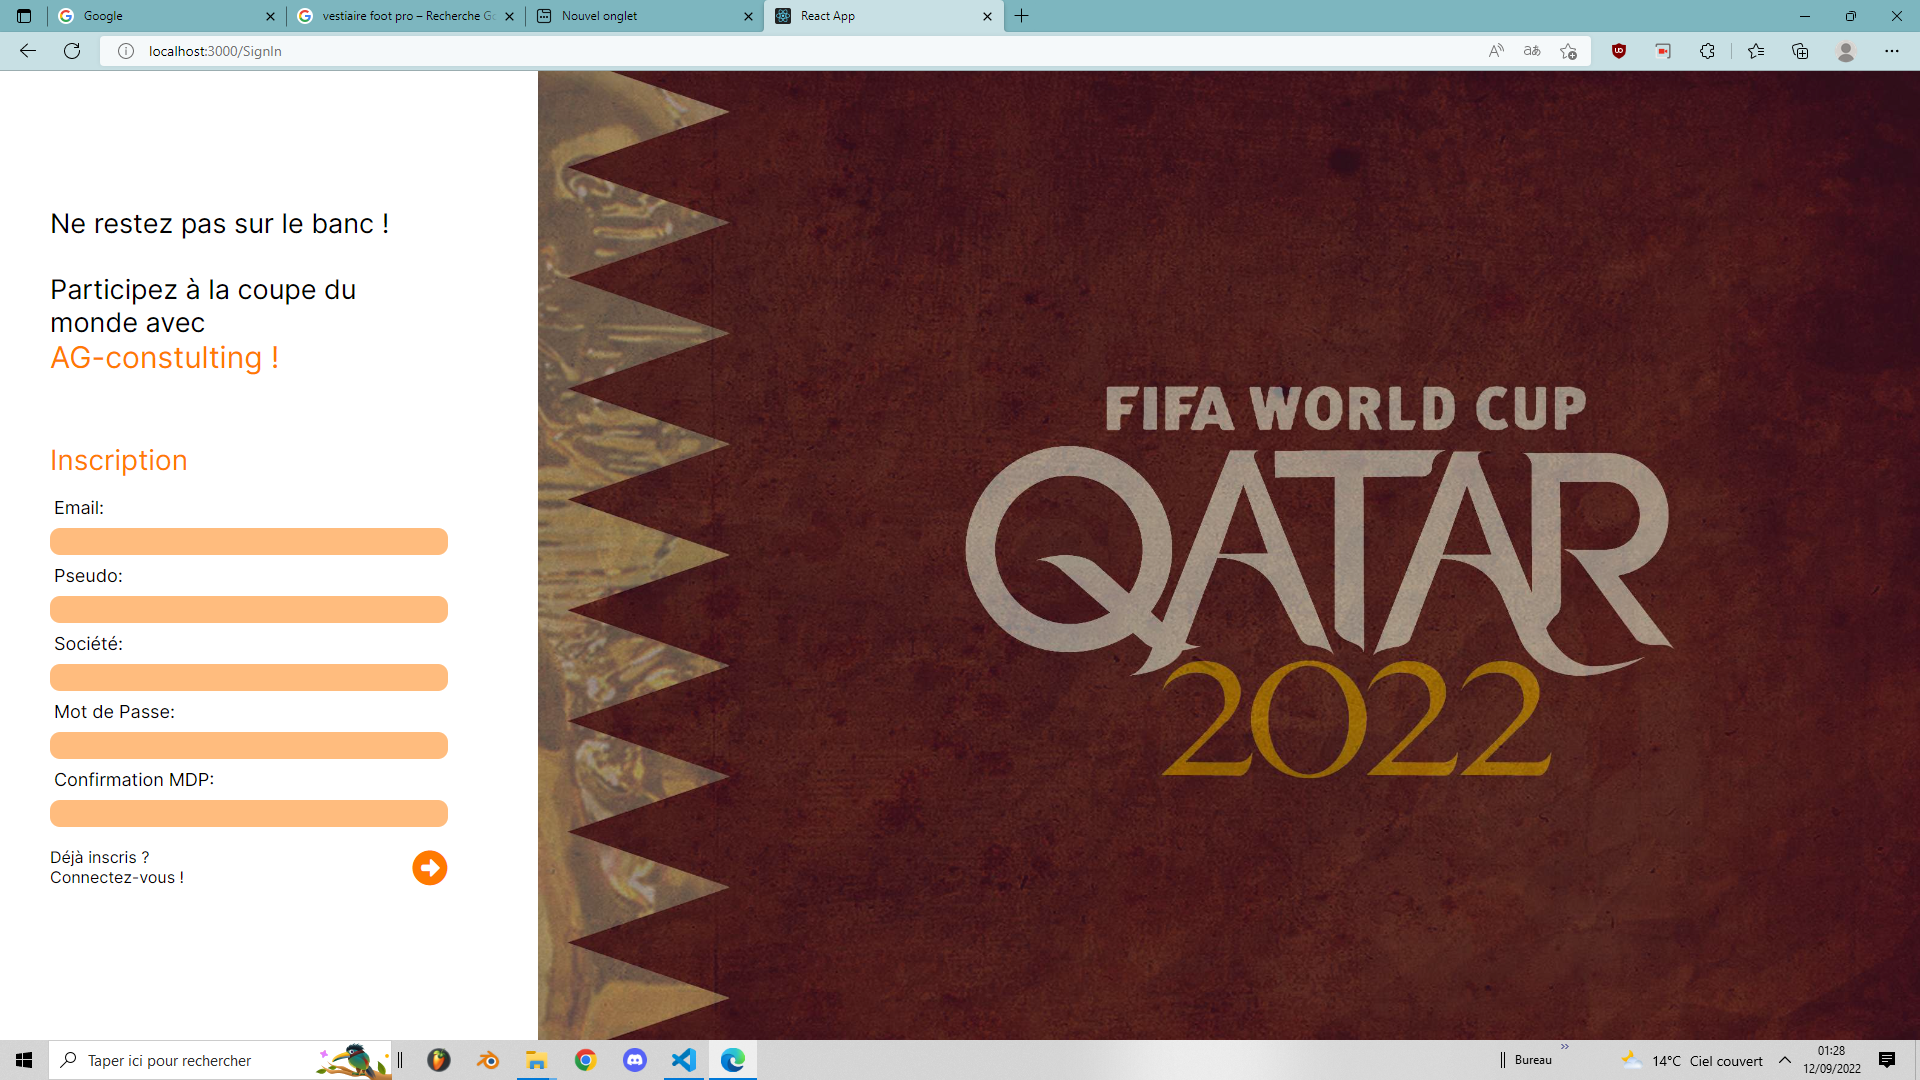 Google
vestiaire foot pro – Recherche Go
Nouvel onglet
React App
localhost:3000/SignIn
Ne restez pas sur le banc !
Participez à la coupe du
monde avec
AG-constulting !
Inscription
Email:
Pseudo:
Société:
Mot de Passe:
Confirmation MDP:
Déjà inscris ?
Connectez-vous !
FIFA WORLD CUP
QATAR
2022
Taper ici pour rechercher
Bureau
14°C Ciel couvert
01:28
12/09/2022